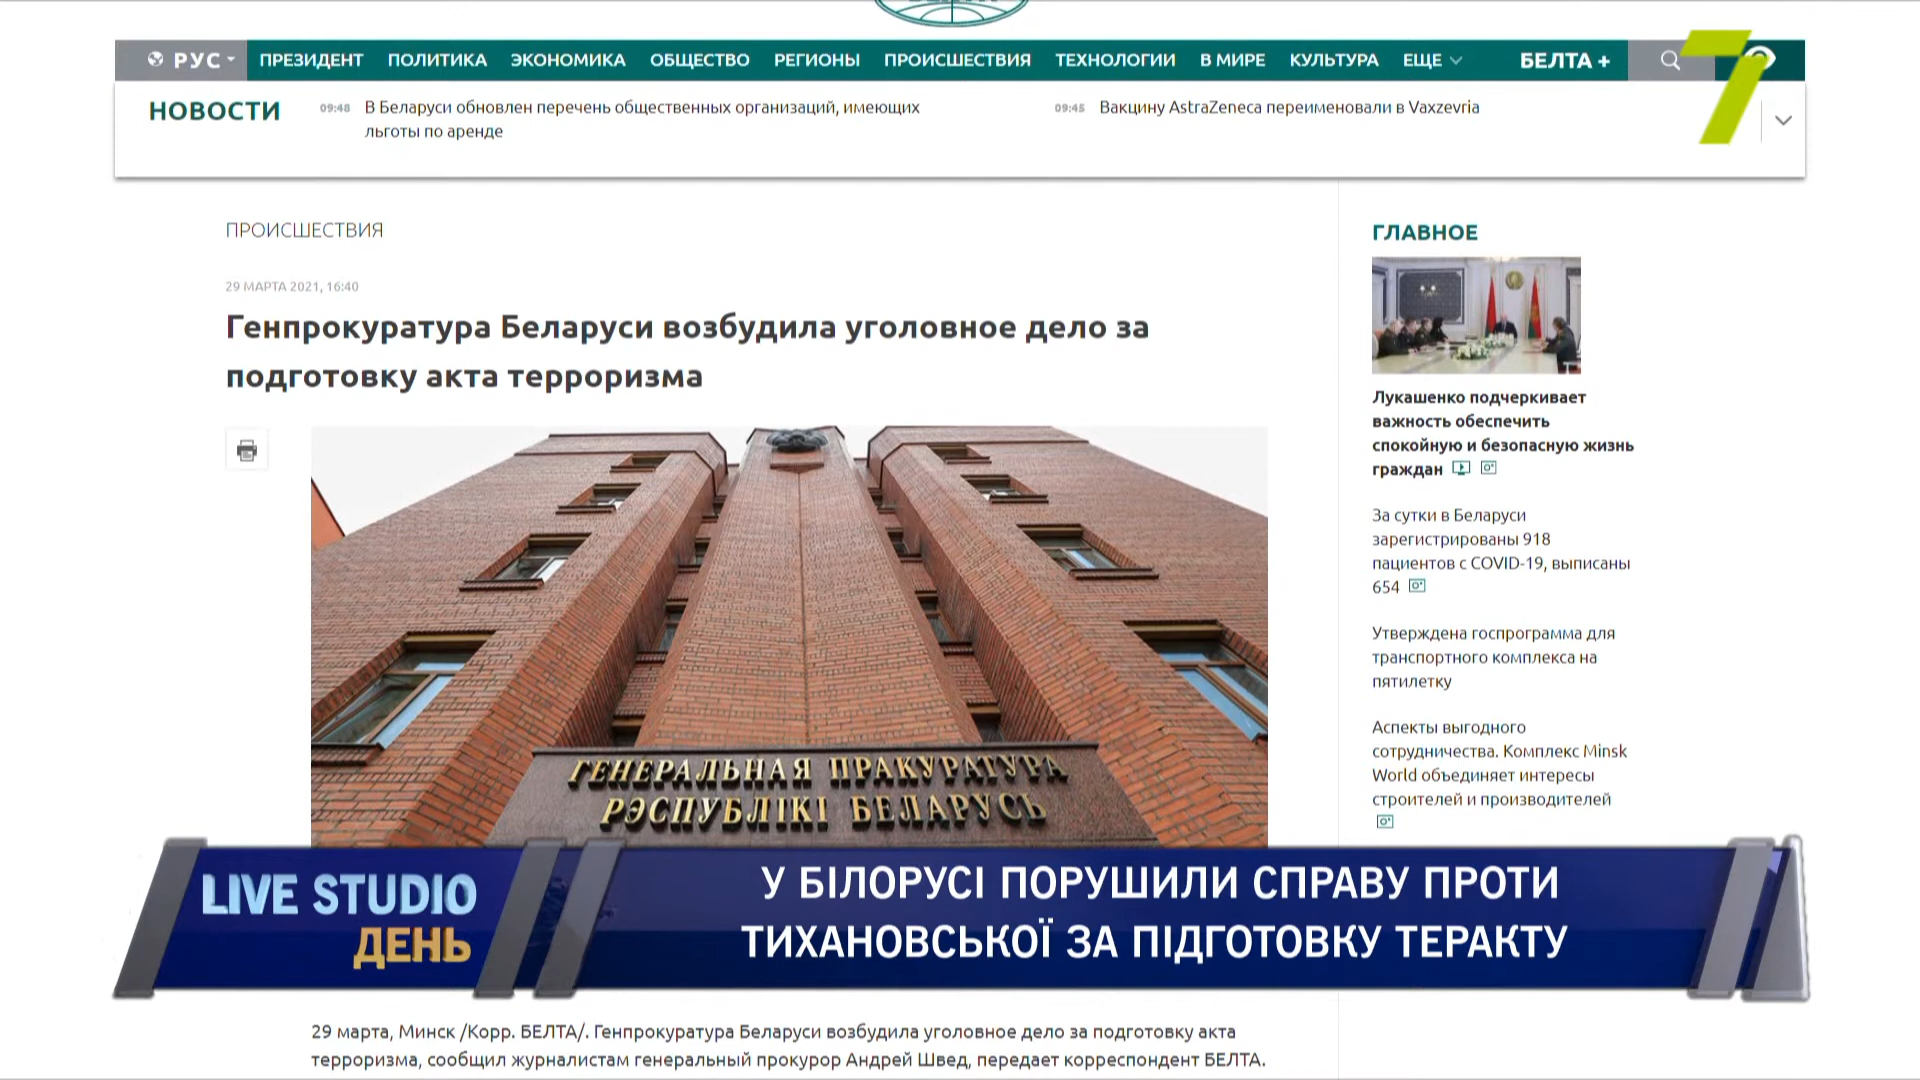 РУС
ПРЕЗИДЕНТ ПОЛИТИКА ЭКОНОМИКА ОБЩЕСТВО РЕГИОНЫ ПРОИСШЕСТВИЯ ТЕХНОЛОГИИ В МИРЕ КУЛЬТУРА ЕЩЕ БЕЛТА +
7
НОВОСТИ
09:48 В Беларуси обновлен перечень общественных организаций, имеющих
льготы по аренде
09:45 Вакцину AstraZeneca переименовали в Vaxzevria
ПРОИСШЕСТВИЯ
29 МАРТА 2021, 16:40
Генпрокуратура Беларуси возбудила уголовное дело за
подготовку акта терроризма
ГЕНЕРАЛЬНАЯ ПРАКУРАТУРА
РЭСПУБЛІКІ БЕЛАРУСЬ
ГЛАВНОЕ
Лукашенко подчеркивает
важность обеспечить
спокойную и безопасную жизнь
граждан
За сутки в Беларуси
зарегистрированы 918
пациентов с COVID-19, выписаны
654
Утверждена госпрограмма для
транспортного комплекса на
пятилетку
Аспекты выгодного
сотрудничества. Комплекс Minsk
World объединяет интересы
строителей и производителей
LIVE STUDIO
ДЕНЬ
У БІЛОРУСІ ПОРУШИЛИ СПРАВУ ПРОТИ
ТИХАНОВСЬКОЇ ЗА ПІДГОТОВКУ ТЕРАКТУ
29 марта, Минск /Корр. БЕЛТА/. Генпрокуратура Беларуси возбудила уголовное дело за подготовку акта
терроризма, сообщил журналистам генеральный прокурор Андрей Швед, передает корреспондент БЕЛТА.